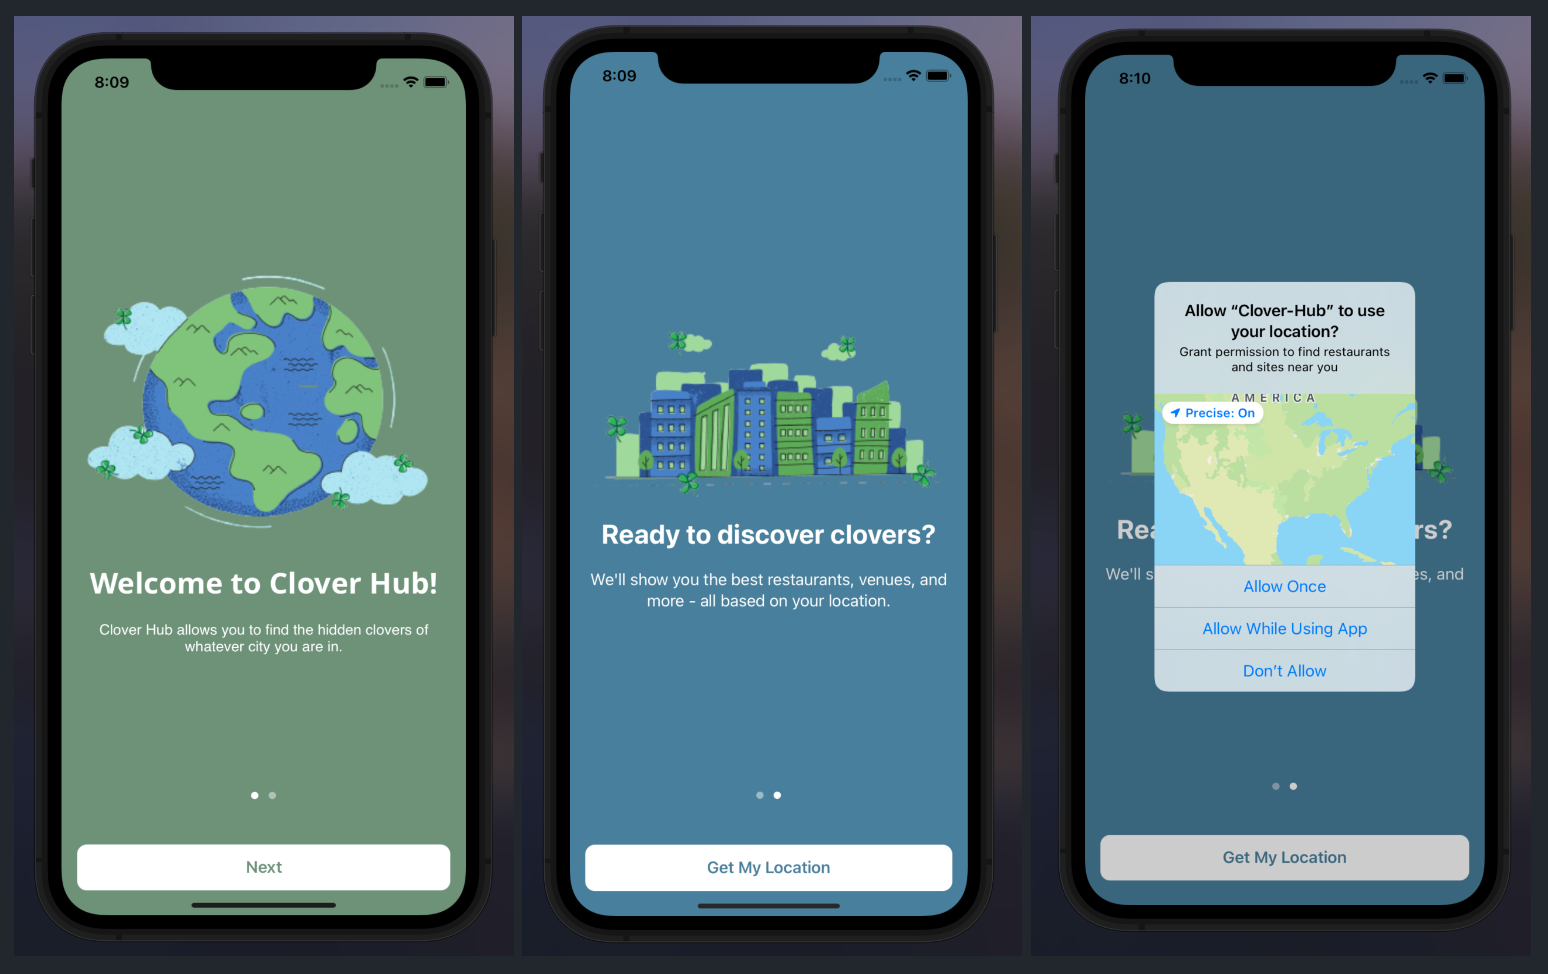 8:09
Welcome to Clover Hub!
Clover Hub allows you to find the hidden clovers of
whatever city you are in.
Next
8:09
Ready to discover clovers?
We'll show you the best restaurants, venues, and
more - all based on your location.
Get My Location
8:10
Allow “Clover-Hub” to use
your location?
Grant permission to find restaurants
and sites near you
AMERICA
Precise: On
Rea
rs?
We'll s
es, and
Allow Once
Allow While Using App
Don’t Allow
Get My Location